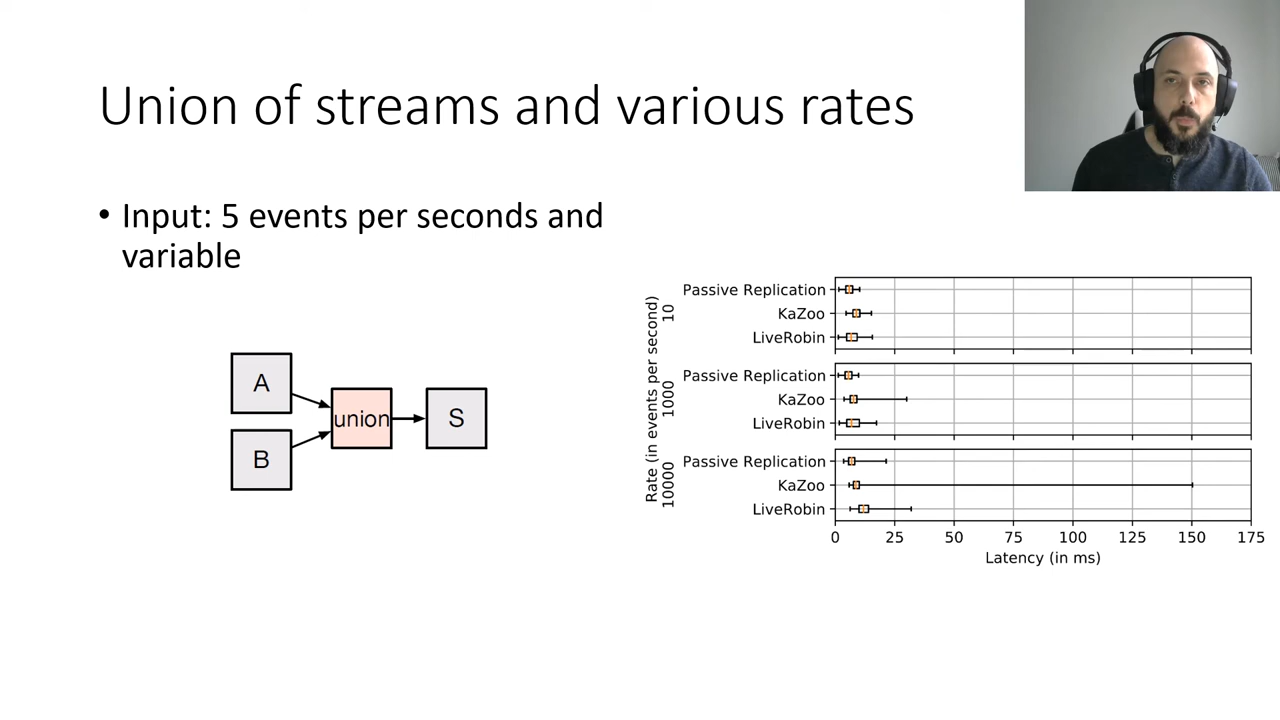 Union of streams and various rates
• Input: 5 events per seconds and
variable
A
B
union
S
Rate (in events per second)
10
Passive Replication
KaZoo
LiveRobin
1000
Passive Replication
KaZoo
LiveRobin
10000
Passive Replication
KaZoo
LiveRobin
0 25 50 75 100 125 150 175
Latency (in ms)